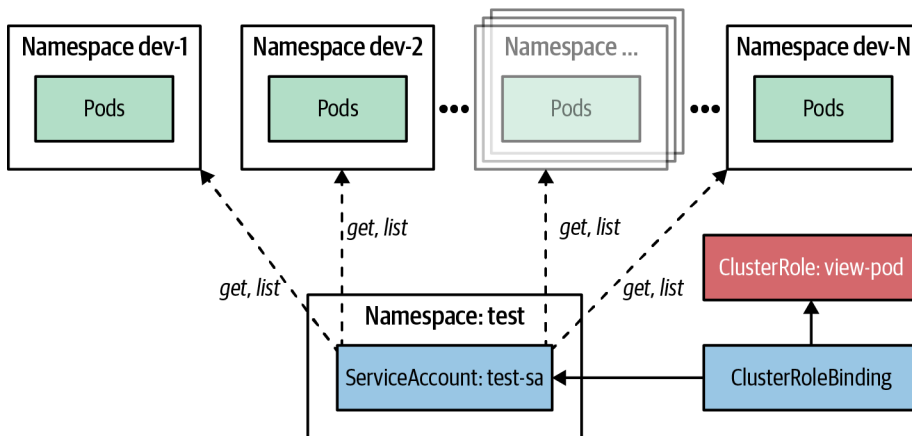 Namespace dev-1
Namespace dev-2
Namespace ...
Namespace dev-N
Pods
Pods
Pods
Pods
•••
•••
get, list
get, list
get, list
get, list
ClusterRole: view-pod
Namespace: test
ServiceAccount: test-sa
ClusterRoleBinding